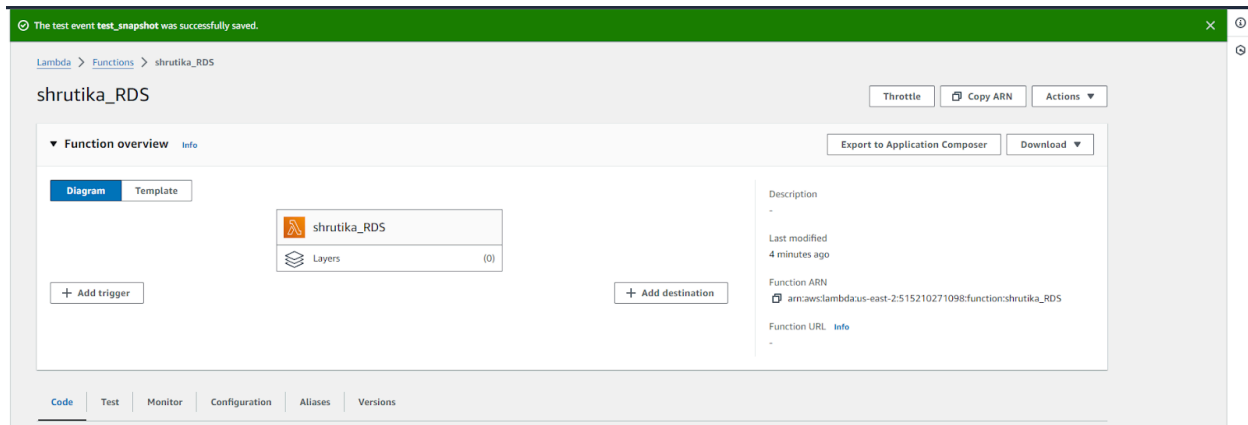 The test event test_snapshot was successfully saved.
Lambda > Functions > shrutika_RDS
shrutika_RDS
Throttle
Copy ARN
Actions
Function overview Info
Export to Application Composer
Download
Diagram
Template
shrutika_RDS
Layers (0)
+ Add trigger
+ Add destination
Description
-
Last modified
4 minutes ago
Function ARN
arn:aws:lambda:us-east-2:515210271098:function:shrutika_RDS
Function URL Info
-
Code Test Monitor Configuration Aliases Versions